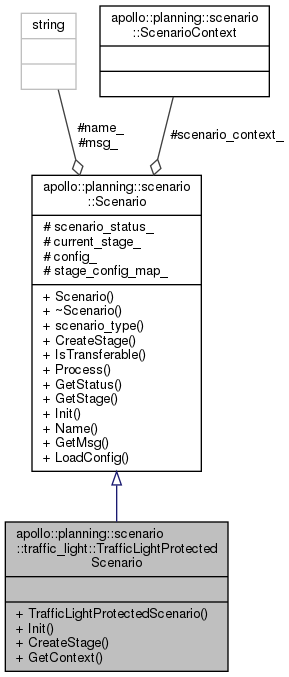 string
apollo::planning::scenario
::ScenarioContext
#name_
#msg_
#scenario_context_
apollo::planning::scenario
::Scenario
# scenario_status_
# current_stage_
# config_
# stage_config_map_
+ Scenario()
+ ~Scenario()
+ scenario_type()
+ CreateStage()
+ IsTransferable()
+ Process()
+ GetStatus()
+ GetStage()
+ Init()
+ Name()
+ GetMsg()
+ LoadConfig()
apollo::planning::scenario
::traffic_light::TrafficLightProtected
Scenario
+ TrafficLightProtectedScenario()
+ Init()
+ CreateStage()
+ GetContext()